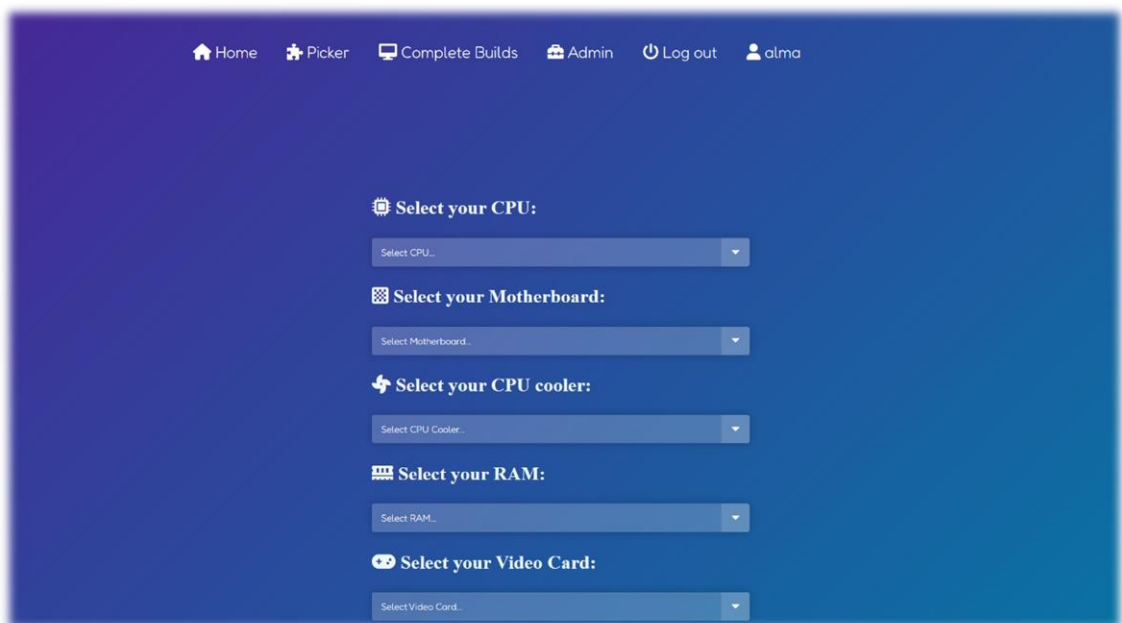 Home Picker Complete Builds Admin Log out alma
Select your CPU:
Select CPU...
Select your Motherboard:
Select Motherboard...
Select your CPU cooler:
Select CPU Cooler...
Select your RAM:
Select RAM...
Select your Video Card:
Select Video Card...